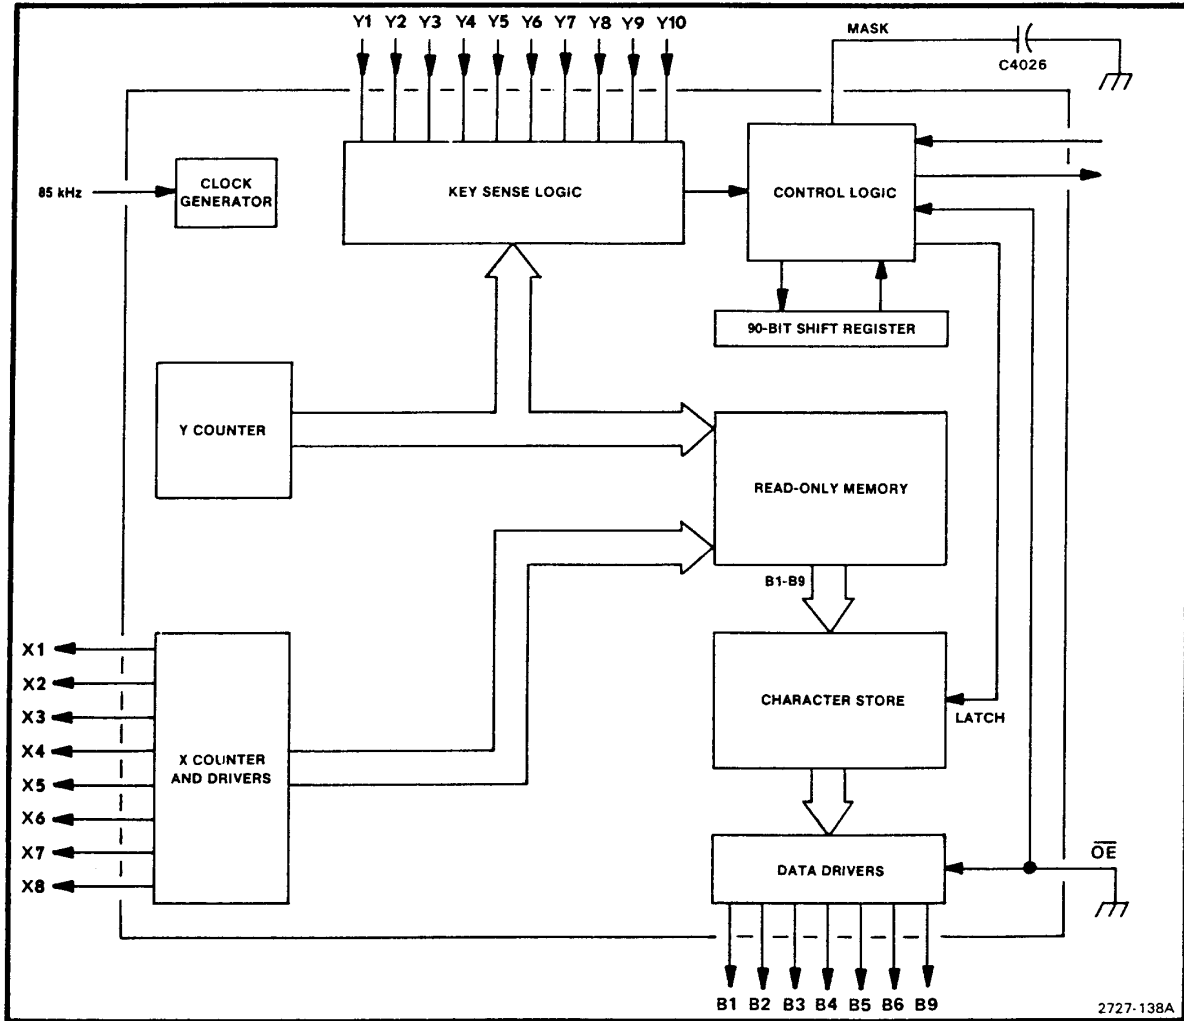 Y1 Y2 Y3 Y4 Y5 Y6 Y7 Y8 Y9 Y10
MASK
C4026
85 kHz
CLOCK
GENERATOR
KEY SENSE LOGIC
CONTROL LOGIC
90-BIT SHIFT REGISTER
Y COUNTER
READ-ONLY MEMORY
B1-B9
X1
X2
X3
X4
X5
X6
X7
X8
X COUNTER
AND DRIVERS
CHARACTER STORE
LATCH
DATA DRIVERS
O̅E̅
B1 B2 B3 B4 B5 B6 B9
2727-138A